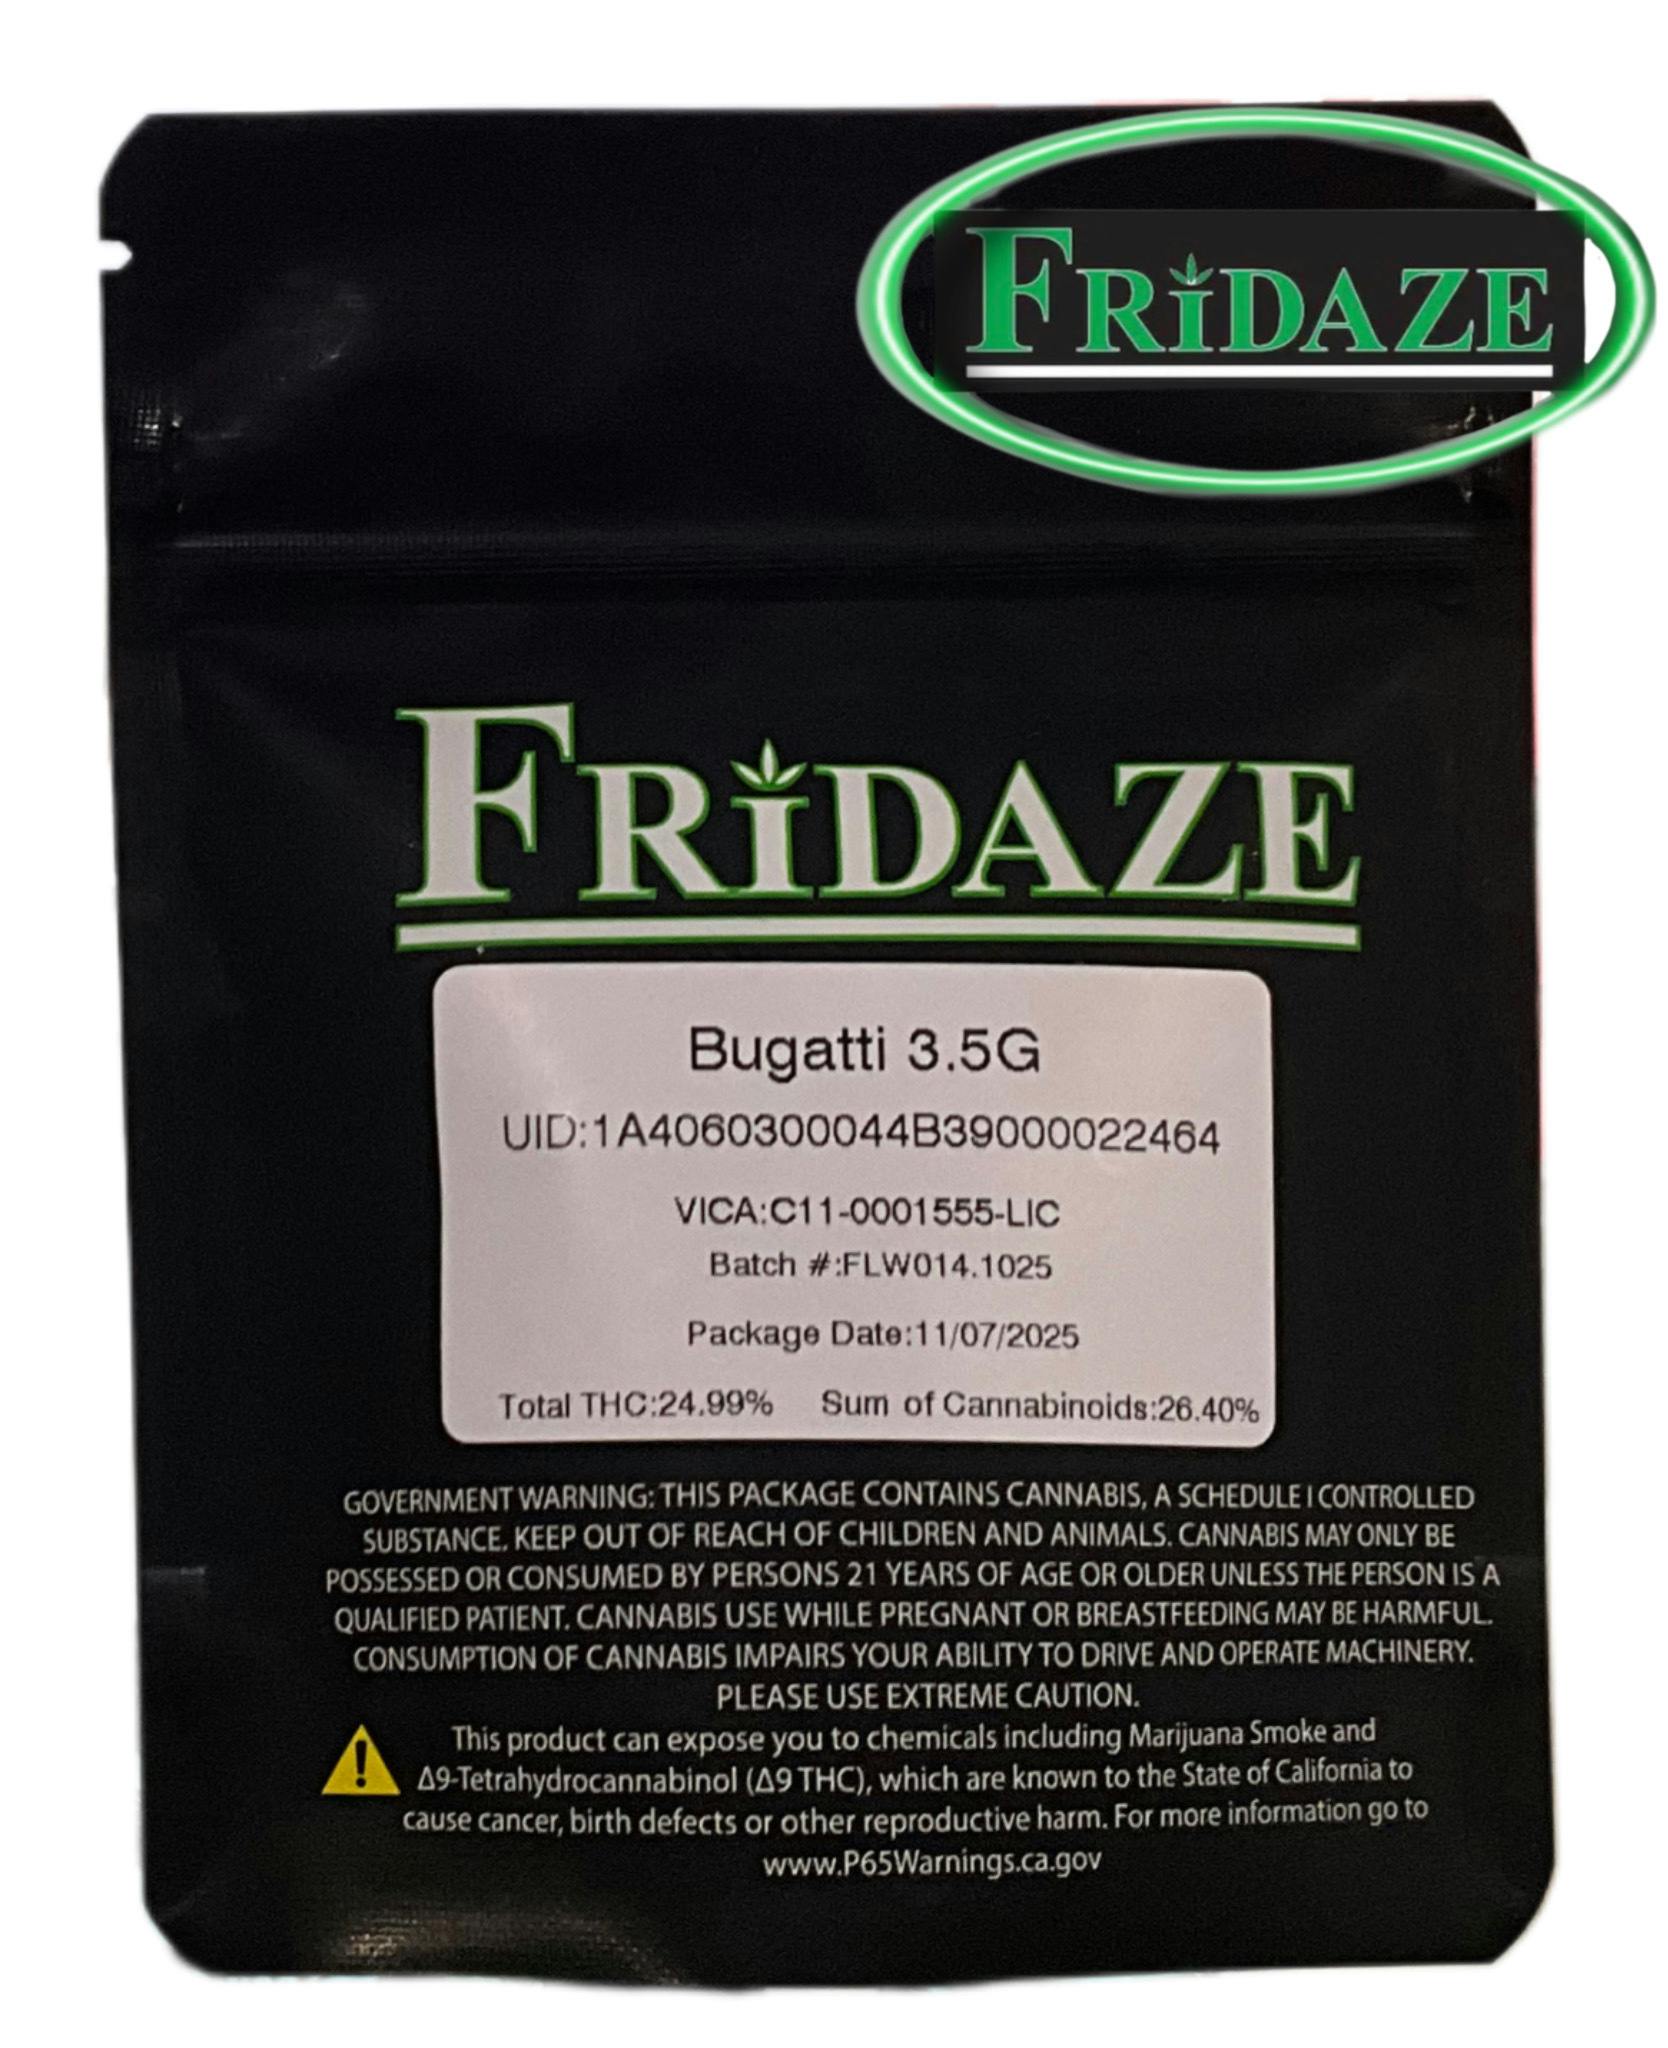 FRiDAZE
FRiDAZE
Bugatti 3.5G
UID:1A4060300044B39000022464
VICA:C11-0001555-LIC
Batch #:FLW014.1025
Package Date:11/07/2025
Total THC:24.99% Sum of Cannabinoids:26.40%
GOVERNMENT WARNING: THIS PACKAGE CONTAINS CANNABIS, A SCHEDULE I CONTROLLED
SUBSTANCE. KEEP OUT OF REACH OF CHILDREN AND ANIMALS. CANNABIS MAY ONLY BE
POSSESSED OR CONSUMED BY PERSONS 21 YEARS OF AGE OR OLDER UNLESS THE PERSON IS A
QUALIFIED PATIENT. CANNABIS USE WHILE PREGNANT OR BREASTFEEDING MAY BE HARMFUL.
CONSUMPTION OF CANNABIS IMPAIRS YOUR ABILITY TO DRIVE AND OPERATE MACHINERY.
PLEASE USE EXTREME CAUTION.
This product can expose you to chemicals including Marijuana Smoke and
Δ9-Tetrahydrocannabinol (Δ9 THC), which are known to the State of California to
cause cancer, birth defects or other reproductive harm. For more information go to
www.P65Warnings.ca.gov